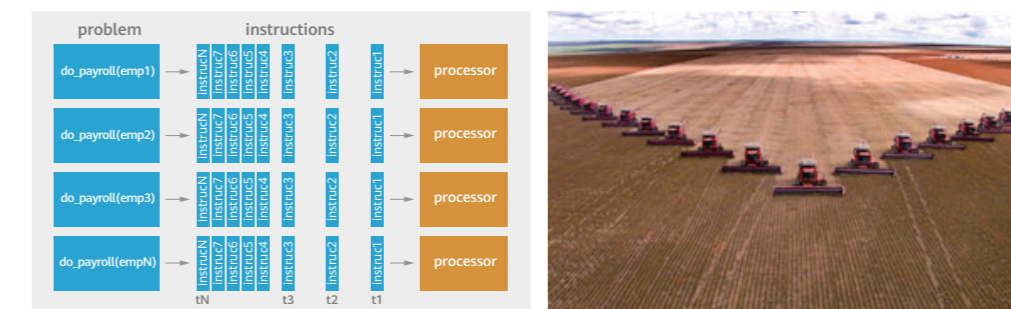 problem instructions
do_payroll(emp1) instrucN instruc7 instruc6 instruc5 instruc4 instruc3 instruc2 instruc1 processor
do_payroll(emp2) instrucN instruc7 instruc6 instruc5 instruc4 instruc3 instruc2 instruc1 processor
do_payroll(emp3) instrucN instruc7 instruc6 instruc5 instruc4 instruc3 instruc2 instruc1 processor
do_payroll(empN) instrucN instruc7 instruc6 instruc5 instruc4 instruc3 instruc2 instruc1 processor
tN t3 t2 t1